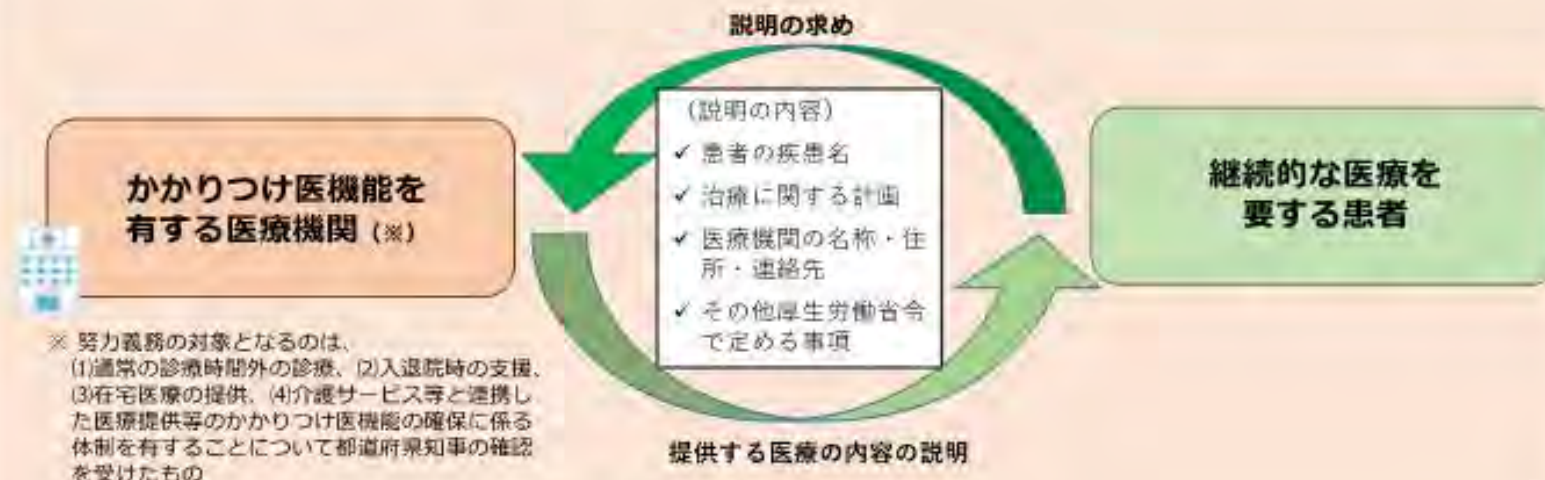 説明の求め
かかりつけ医機能を
有する医療機関（※）
（説明の内容）
✓ 患者の疾患名
✓ 治療に関する計画
✓ 医療機関の名称・住
所・連絡先
✓ その他厚生労働省令
で定める事項
継続的な医療を
要する患者
※ 努力義務の対象となるのは、
(1)通常の診療時間外の診療、(2)入退院時の支援、
(3)在宅医療の提供、(4)介護サービス等と連携し
た医療提供等のかかりつけ医機能の確保に係る
体制を有することについて都道府県知事の確認
を受けたもの
提供する医療の内容の説明